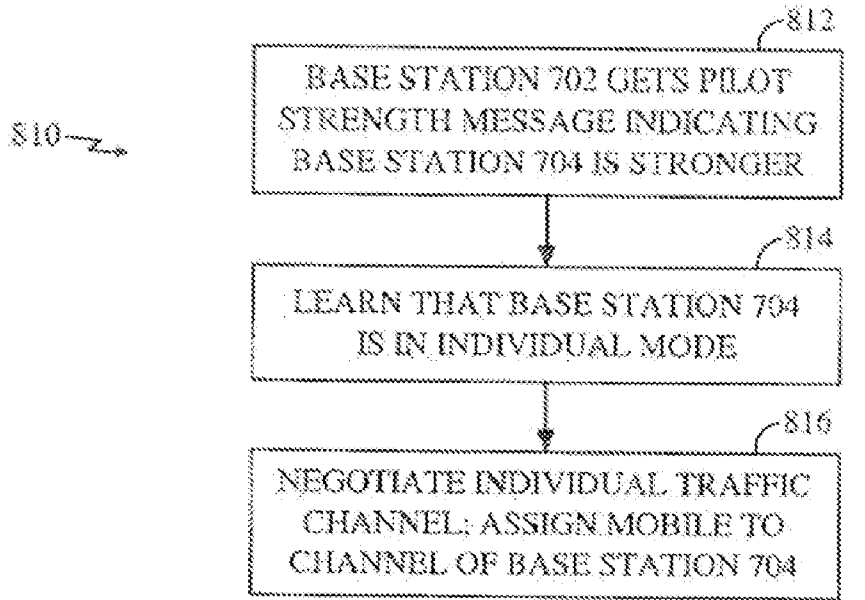 812
BASE STATION 702 GETS PILOT
STRENGTH MESSAGE INDICATING
BASE STATION 704 IS STRONGER
810
814
LEARN THAT BASE STATION 704
IS IN INDIVIDUAL MODE
816
NEGOTIATE INDIVIDUAL TRAFFIC
CHANNEL; ASSIGN MOBILE TO
CHANNEL OF BASE STATION 704